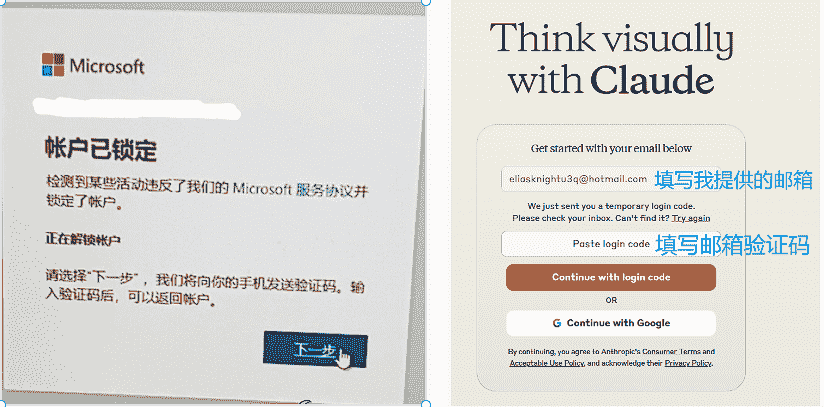 Microsoft
帐户已锁定
检测到某些活动违反了我们的 Microsoft 服务协议并
锁定了帐户。
正在解锁帐户
请选择“下一步”，我们将向你的手机发送验证码。输
入验证码后，可以返回帐户。
下一步
Think visually
with Claude
Get started with your email below
eliasknightu3q@hotmail.com 填写我提供的邮箱
We just sent you a temporary login code.
Please check your inbox. Can't find it? Try again
Paste login code 填写邮箱验证码
Continue with login code
OR
G Continue with Google
By continuing, you agree to Anthropic's Consumer Terms and
Acceptable Use Policy, and acknowledge their Privacy Policy.